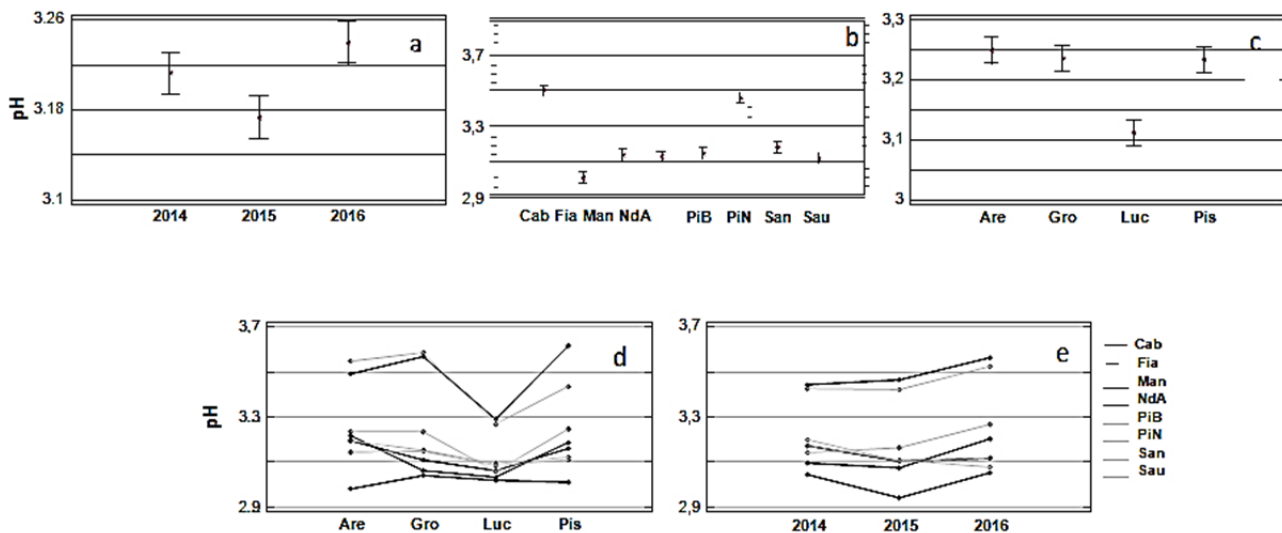 3.26
3.18
3.1
pH
a
2014 2015 2016
3,7
3,3
2,9
b
Cab Fia Man NdA PiB PiN San Sau
3,3
3,2
3,1
3
c
Are Gro Luc Pis
3,7
3.3
2.9
pH
d
Are Gro Luc Pis
3,7
3,3
2,9
e
2014 2015 2016
Cab
Fia
Man
NdA
PiB
PiN
San
Sau